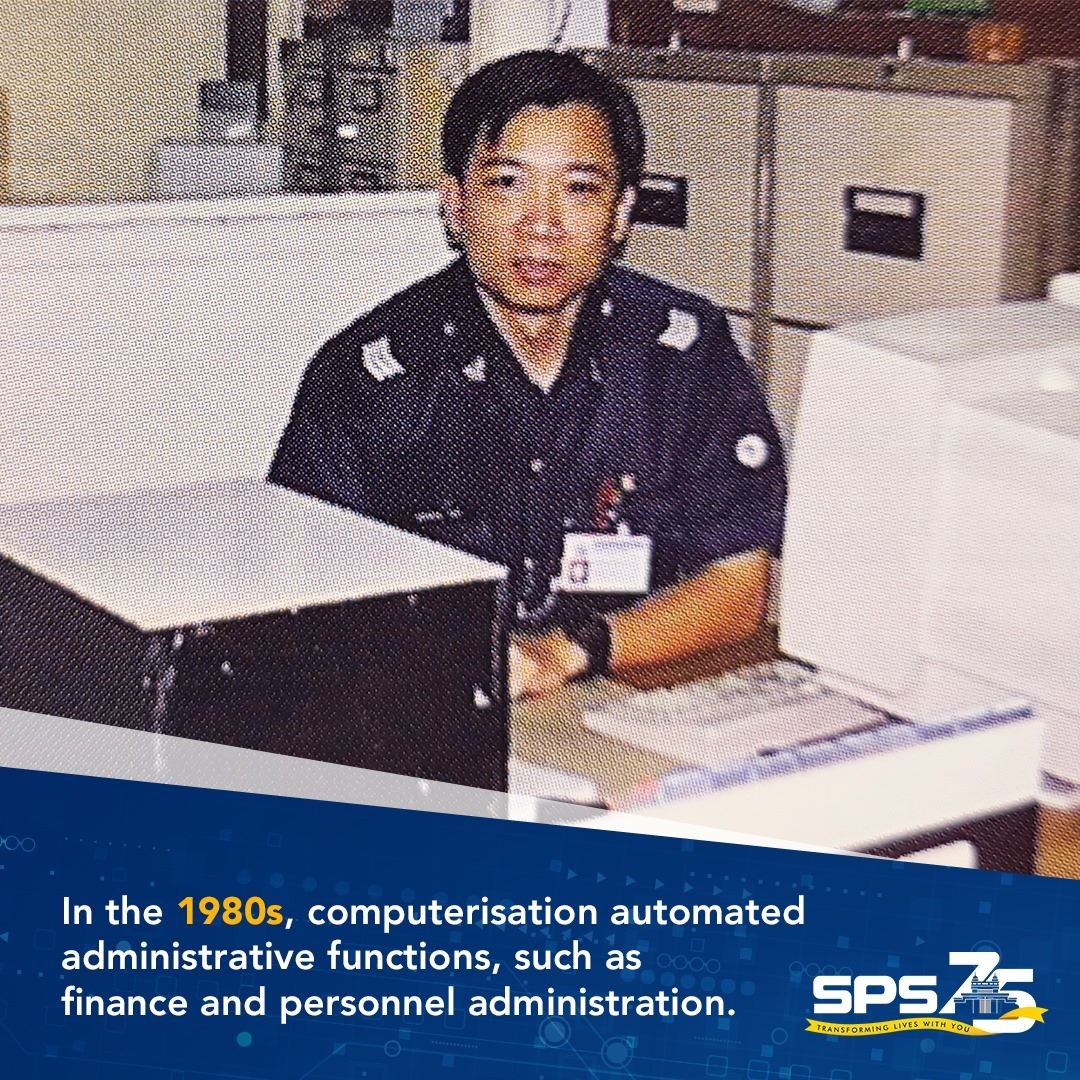 In the 1980s, computerisation automated
administrative functions, such as
finance and personnel administration.
SPS75
TRANSFORMING LIVES WITH YOU